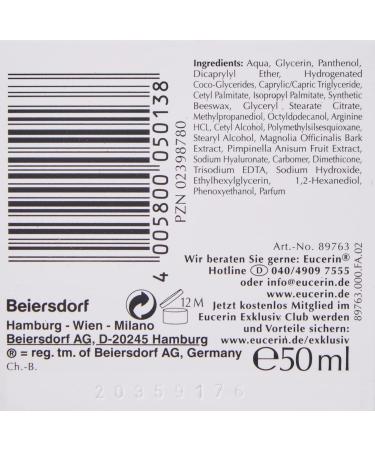 Ingredients: Aqua, Glycerin, Panthenol,
Dicaprylyl Ether, Hydrogenated
Coco-Glycerides, Caprylic/Capric Triglyceride,
Cetyl Palmitate, Isopropyl Palmitate, Synthetic
Beeswax, Glyceryl Stearate Citrate,
Methylpropanediol, Octyldodecanol, Arginine
HCL, Cetyl Alcohol, Polymethylsilsesquioxane,
Stearyl Alcohol, Magnolia Officinalis Bark
Extract, Pimpinella Anisum Fruit Extract,
Sodium Hyaluronate, Carbomer, Dimethicone,
Trisodium EDTA, Sodium Hydroxide,
Ethylhexylglycerin, 1,2-Hexanediol,
Phenoxyethanol, Parfum
4 005800 050138
PZN 02398780
Art.-No. 89763
Wir beraten Sie gerne: Eucerin®
Hotline D 040/4909 7555
oder info@eucerin.de
Jetzt kostenlos Mitglied im
Eucerin Exklusiv Club werden
und Vorteile sichern:
www.eucerin.de/exklusiv
89763.000.FA.02
12 M
Beiersdorf
Hamburg - Wien - Milano
Beiersdorf AG, D-20245 Hamburg
® = reg. tm. of Beiersdorf AG, Germany
Ch.-B.
e50 ml
20359176